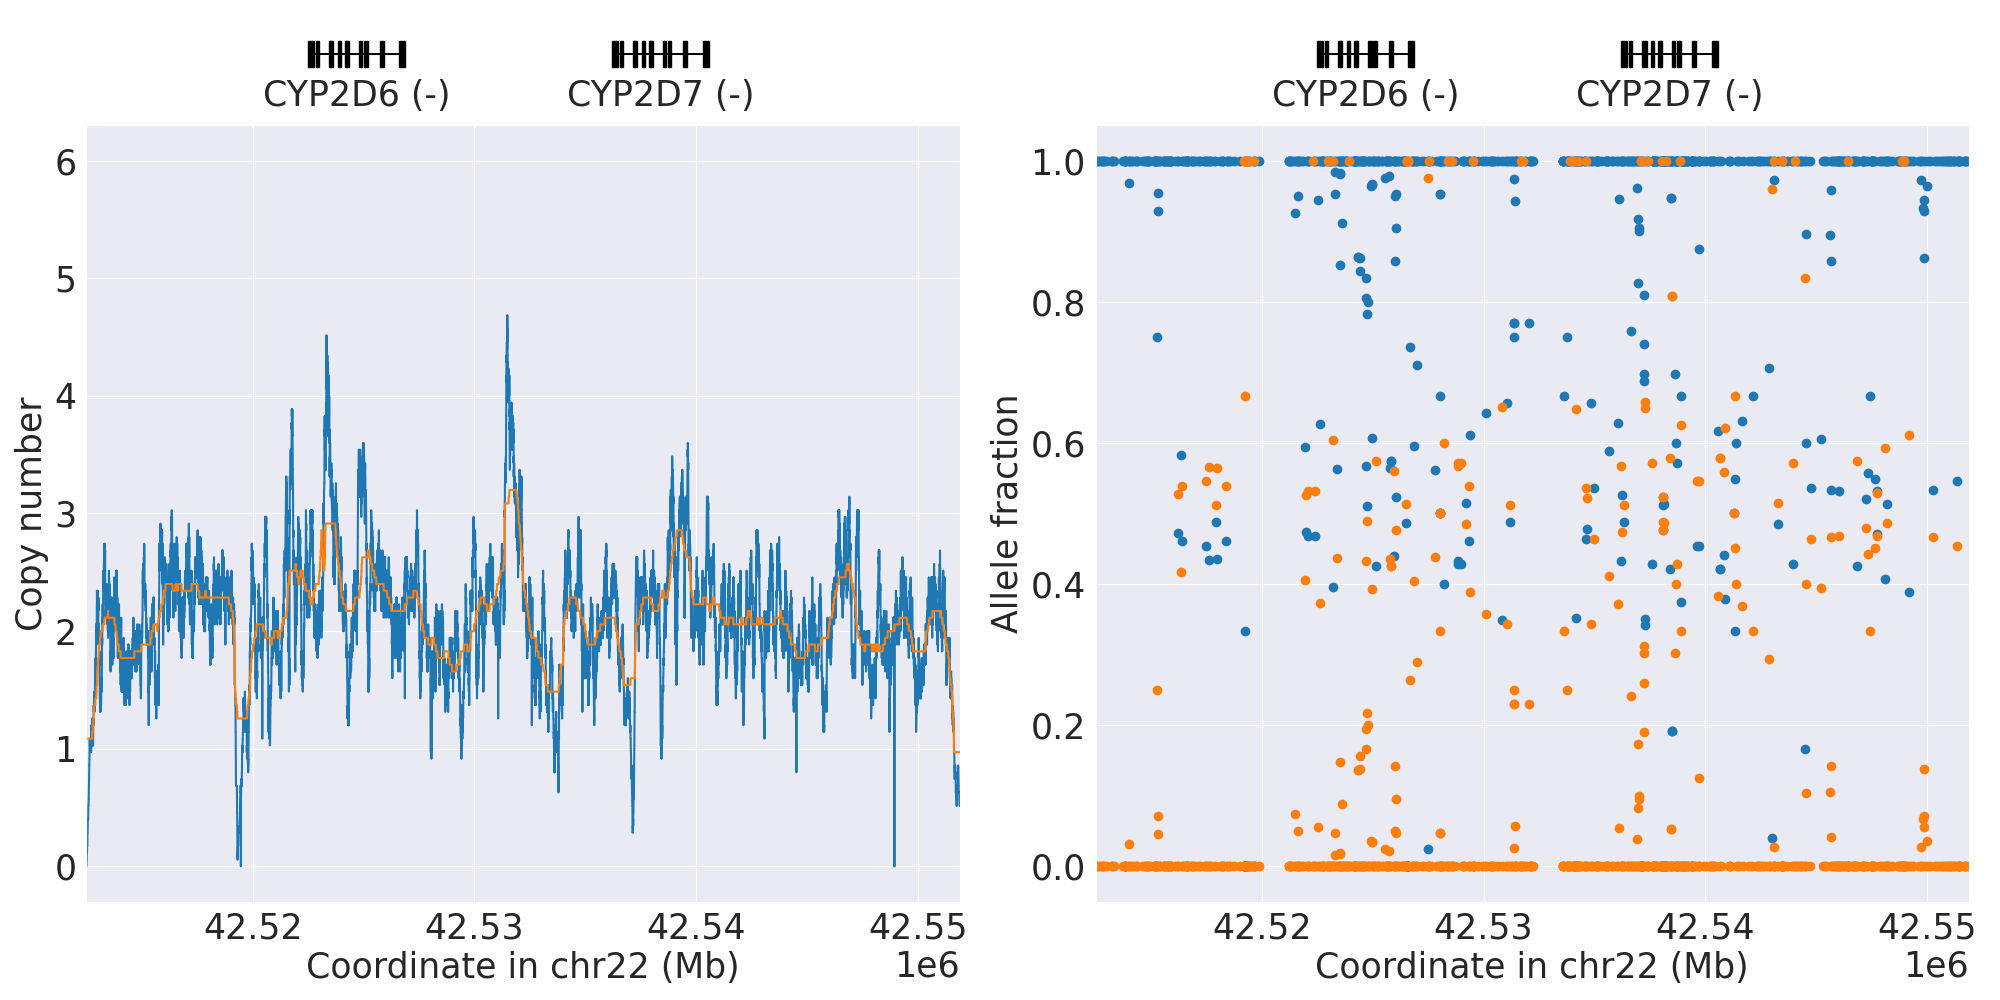 CYP2D6 (-) CYP2D7 (-)
6
5
4
3
2
1
0
Copy number
42.52 42.53 42.54 42.55
Coordinate in chr22 (Mb) 1e6
CYP2D6 (-) CYP2D7 (-)
1.0
0.8
0.6
0.4
0.2
0.0
Allele fraction
42.52 42.53 42.54 42.55
Coordinate in chr22 (Mb) 1e6